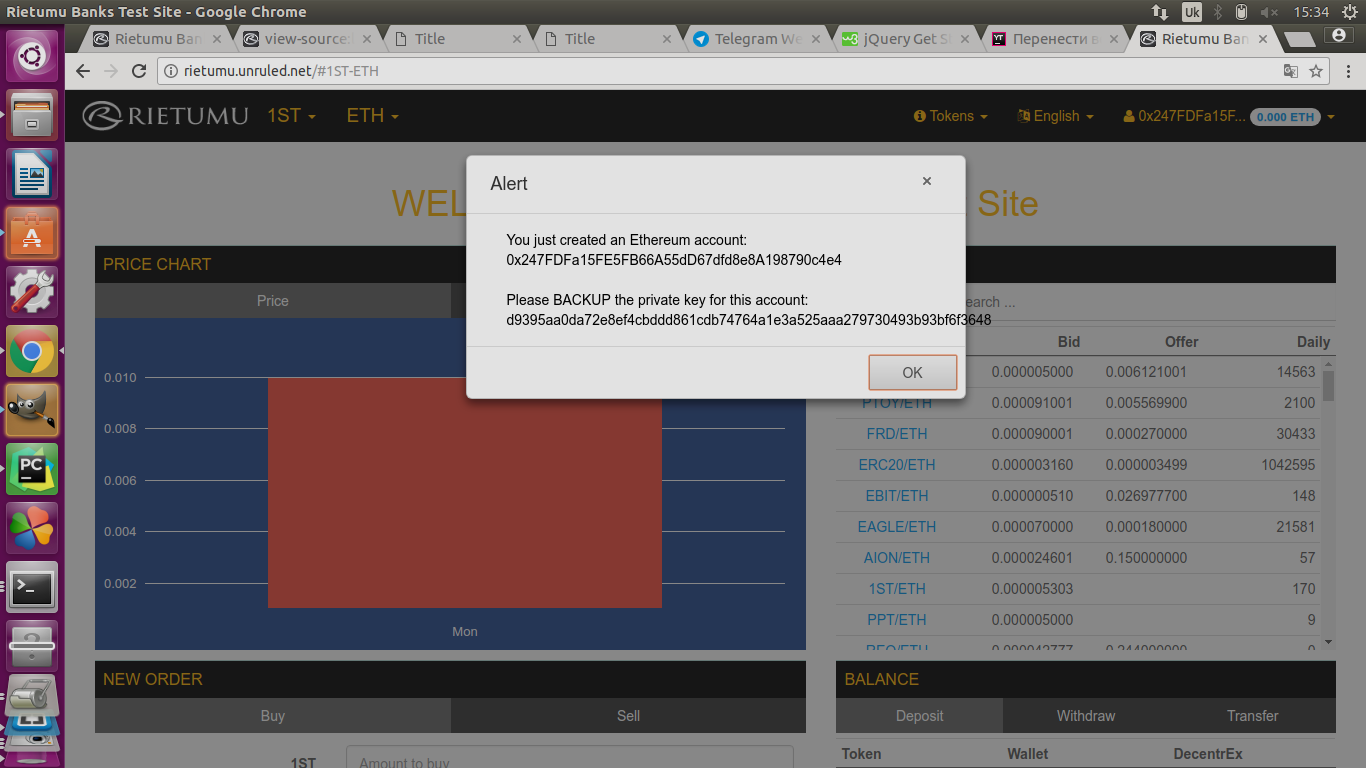 Rietumu Banks Test Site - Google Chrome
Uk
15:34
Rietumu Ban
view-source:
Title
Title
Telegram We
jQuery Get S
Перенести в
Rietumu Ban
rietumu.unruled.net/#1ST-ETH
RIETUMU
1ST
ETH
Tokens
English
0x247FDFa15F...
0.000 ETH
WEL
Site
Alert
×
You just created an Ethereum account:
0x247FDFa15FE5FB66A55dD67dfd8e8A198790c4e4
Please BACKUP the private key for this account:
d9395aa0da72e8ef4cbddd861cdb74764a1e3a525aaa279730493b93bf6f3648
OK
PRICE CHART
Price
0.010
0.008
0.006
0.004
0.002
Mon
earch ...
Bid Offer Daily
0.000005000 0.006121001 14563
PTOY/ETH 0.000091001 0.005569900 2100
FRD/ETH 0.000090001 0.000270000 30433
ERC20/ETH 0.000003160 0.000003499 1042595
EBIT/ETH 0.000000510 0.026977700 148
EAGLE/ETH 0.000070000 0.000180000 21581
AION/ETH 0.000024601 0.150000000 57
1ST/ETH 0.000005303 170
PPT/ETH 0.000005000 9
NEW ORDER
Buy
Sell
1ST
Amount to buy
BALANCE
Deposit
Withdraw
Transfer
Token
Wallet
DecentrEx